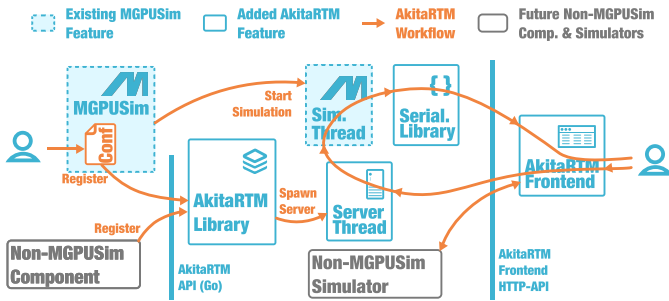 Existing MGPUSim
Feature
Added AkitaRTM
Feature
AkitaRTM
Workflow
Future Non-MGPUSim
Comp. & Simulators
MGPUSim
Conf
Start
Simulation
Sim.
Thread
{ }
Serial.
Library
Register
AkitaRTM
Library
Spawn
Server
Server
Thread
AkitaRTM
Frontend
Register
Non-MGPUSim
Component
AkitaRTM
API (Go)
Non-MGPUSim
Simulator
AkitaRTM
Frontend
HTTP-API